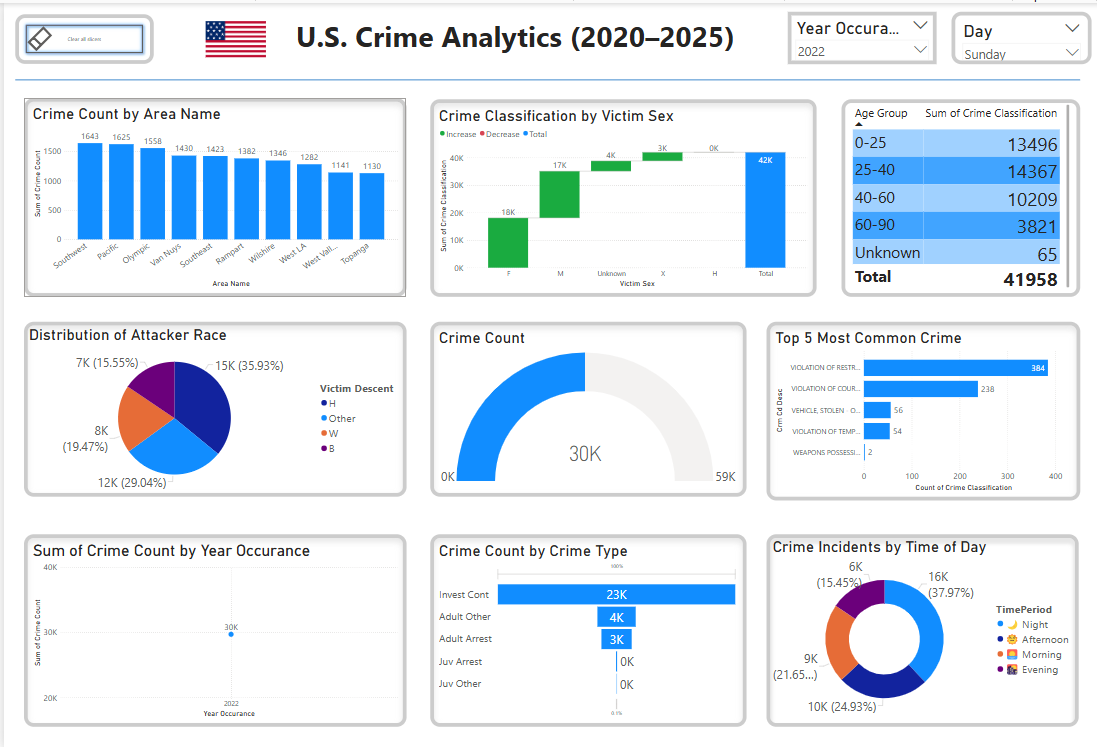 Clear all slicers
U.S. Crime Analytics (2020–2025)
Year Occura...
2022
Day
Sunday
Crime Count by Area Name
Sum of Crime Count
1500
1000
500
0
1643
1625
1558
1430
1423
1382
1346
1282
1141
1130
Southwest
Pacific
Olympic
Van Nuys
Southeast
Rampart
Wilshire
West LA
West Vall...
Topanga
Area Name
Crime Classification by Victim Sex
Increase Decrease Total
Sum of Crime Classification
40K
30K
20K
10K
0K
18K
17K
4K
3K
0K
42K
F
M
Unknown
X
H
Total
Victim Sex
Age Group Sum of Crime Classification
0-25 13496
25-40 14367
40-60 10209
60-90 3821
Unknown 65
Total 41958
Distribution of Attacker Race
7K (15.55%)
15K (35.93%)
8K
(19.47%)
12K (29.04%)
Victim Descent
H
Other
W
B
Crime Count
30K
0K
59K
Top 5 Most Common Crime
Crm Cd Desc
VIOLATION OF RESTR... 384
VIOLATION OF COUR... 238
VEHICLE, STOLEN - O... 56
VIOLATION OF TEMP... 54
WEAPONS POSSESSI... 2
0 100 200 300 400
Count of Crime Classification
Sum of Crime Count by Year Occurance
Sum of Crime Count
40K
30K
20K
30K
2022
Year Occurance
Crime Count by Crime Type
100%
Invest Cont 23K
Adult Other 4K
Adult Arrest 3K
Juv Arrest 0K
Juv Other 0K
Crime Incidents by Time of Day
6K
(15.45%)
16K
(37.97%)
9K
(21.65...)
10K (24.93%)
TimePeriod
🌙 Night
🌞 Afternoon
🌅 Morning
🌆 Evening